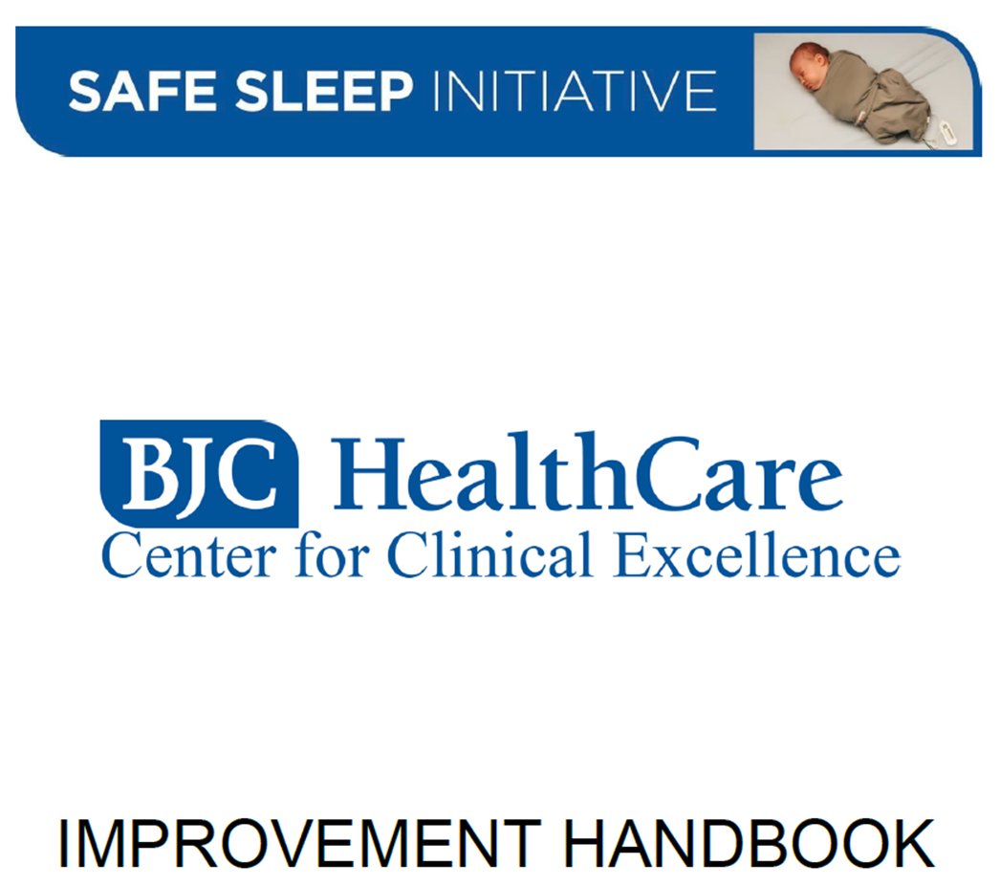 SAFE SLEEP INITIATIVE
BJC HealthCare
Center for Clinical Excellence
IMPROVEMENT HANDBOOK